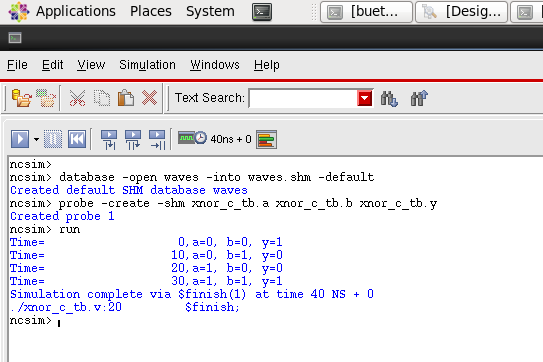 Applications Places System [buet... [Desig...
File Edit View Simulation Windows Help
Text Search:
40ns + 0
ncsim>
ncsim> database -open waves -into waves.shm -default
Created default SHM database waves
ncsim> probe -create -shm xnor_c_tb.a xnor_c_tb.b xnor_c_tb.y
Created probe 1
ncsim> run
Time= 0,a=0, b=0, y=1
Time= 10,a=0, b=1, y=0
Time= 20,a=1, b=0, y=0
Time= 30,a=1, b=1, y=1
Simulation complete via $finish(1) at time 40 NS + 0
./xnor_c_tb.v:20 $finish;
ncsim>